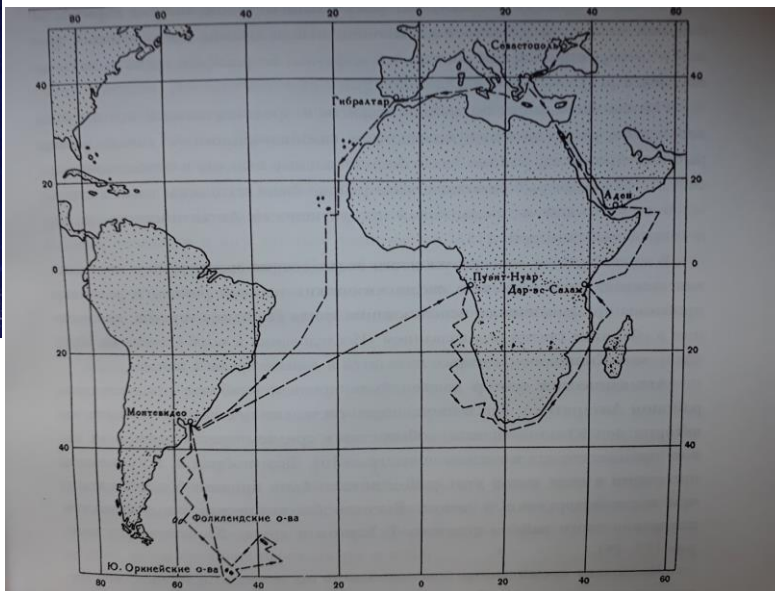 80 60 40 20 0 20 40 60
Севастополь
40 40
Гибралтар
20 20
Аден
0 0
Пуэнт-Нуар
Дар-эс-Салам
20 20
Монтевидео
40 40
Фолклендские о-ва
Ю. Оркнейские о-ва
80 60 40 20 0 20 40 60